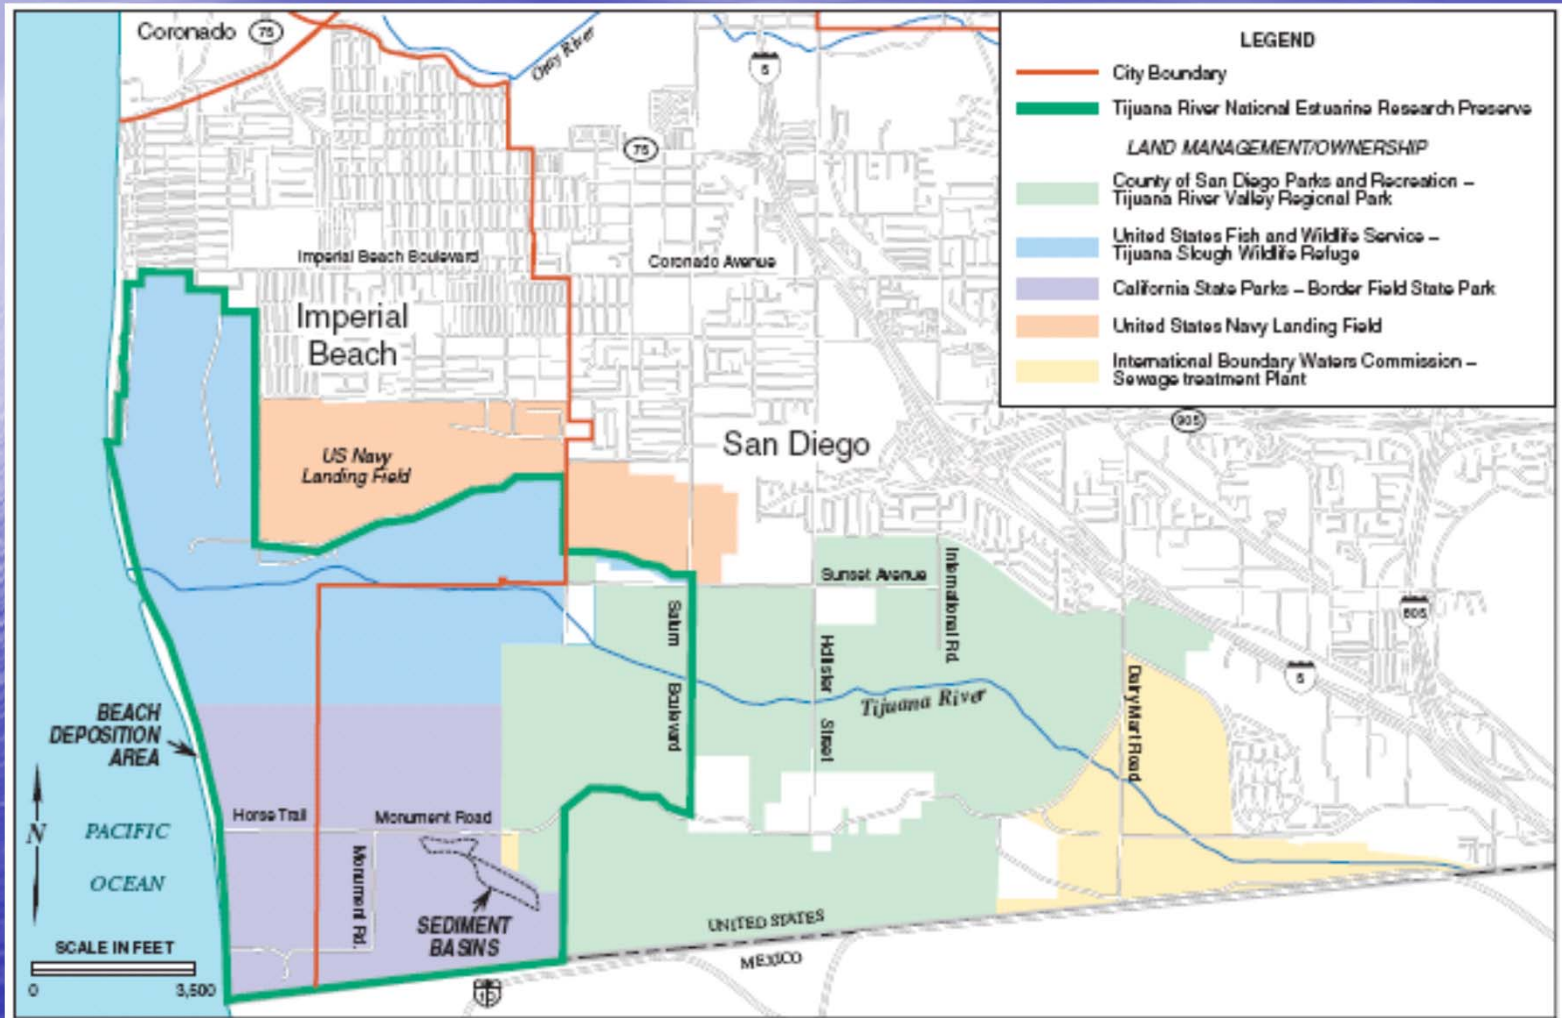 Coronado 75
Otay River
5
75
Imperial Beach Boulevard
Coronado Avenue
Imperial
Beach
US Navy
Landing Field
San Diego
905
Sunset Avenue
International Rd.
Saturn Boulevard
Hollister Street
Tijuana River
Dairy Mart Road
805
5
BEACH
DEPOSITION
AREA
N
PACIFIC
OCEAN
Horse Trail
Monument Road
Monument Rd.
SEDIMENT
BASINS
UNITED STATES
MEXICO
SCALE IN FEET
0 3,500
LEGEND
City Boundary
Tijuana River National Estuarine Research Preserve
LAND MANAGEMENT/OWNERSHIP
County of San Diego Parks and Recreation –
Tijuana River Valley Regional Park
United States Fish and Wildlife Service –
Tijuana Slough Wildlife Refuge
California State Parks – Border Field State Park
United States Navy Landing Field
International Boundary Waters Commission –
Sewage treatment Plant